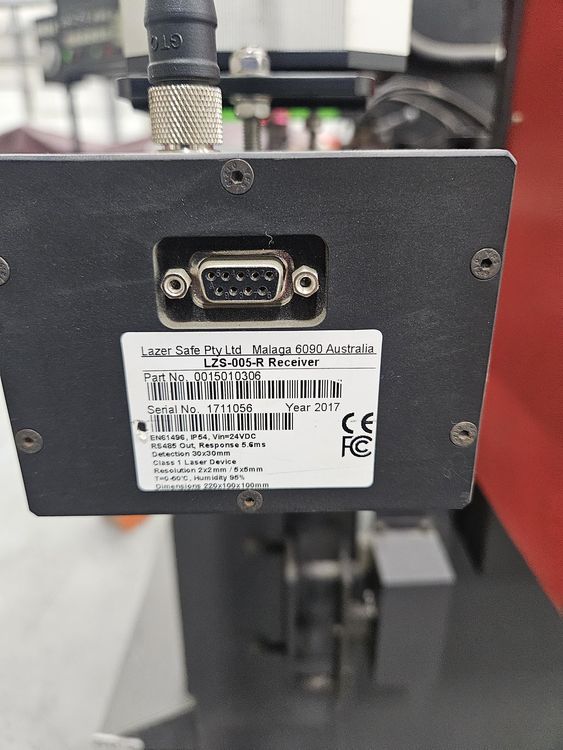 GTO
Lazer Safe Pty Ltd Malaga 6090 Australia
LZS-005-R Receiver
Part No. 0015010306
Serial No. 1711056 Year 2017
EN61496, IP54, Vin=24VDC
RS485 Out, Response 5.6ms
Detection 30x30mm
Class 1 Laser Device
Resolution 2x2mm / 5x5mm
T=0-50°C, Humidity 95%
Dimensions 220x100x100mm
CE
FC